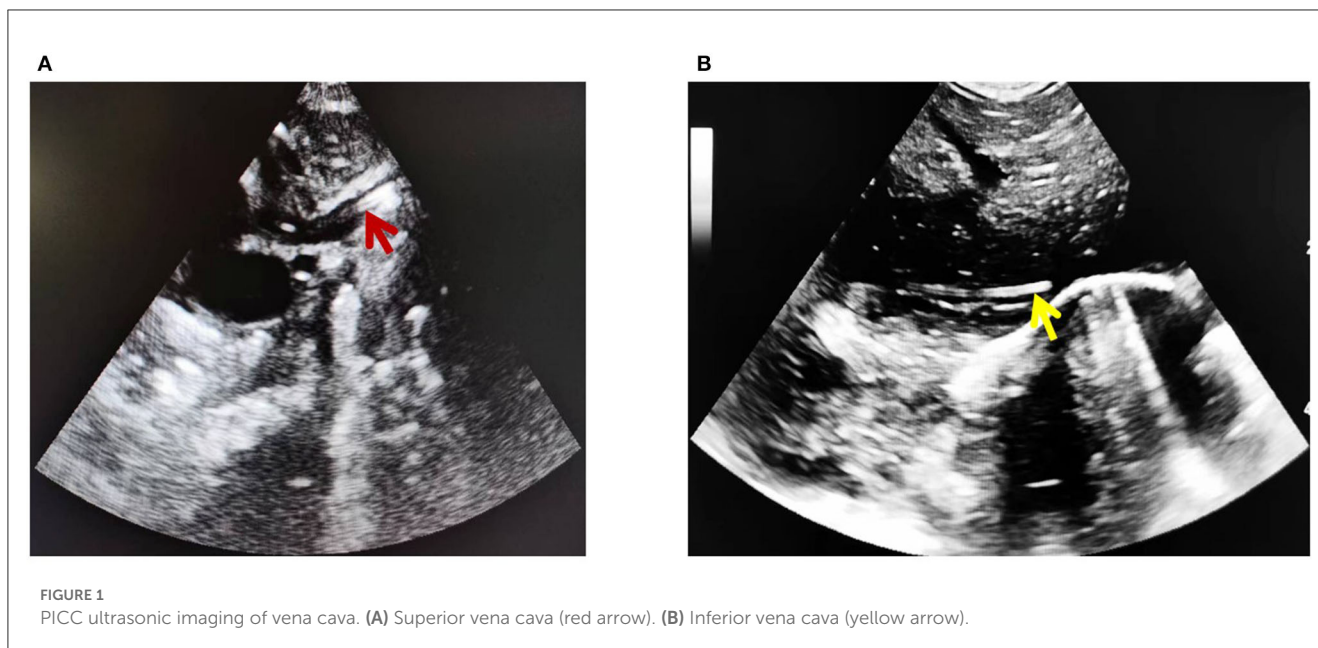 A
B
FIGURE 1
PICC ultrasonic imaging of vena cava. (A) Superior vena cava (red arrow). (B) Inferior vena cava (yellow arrow).